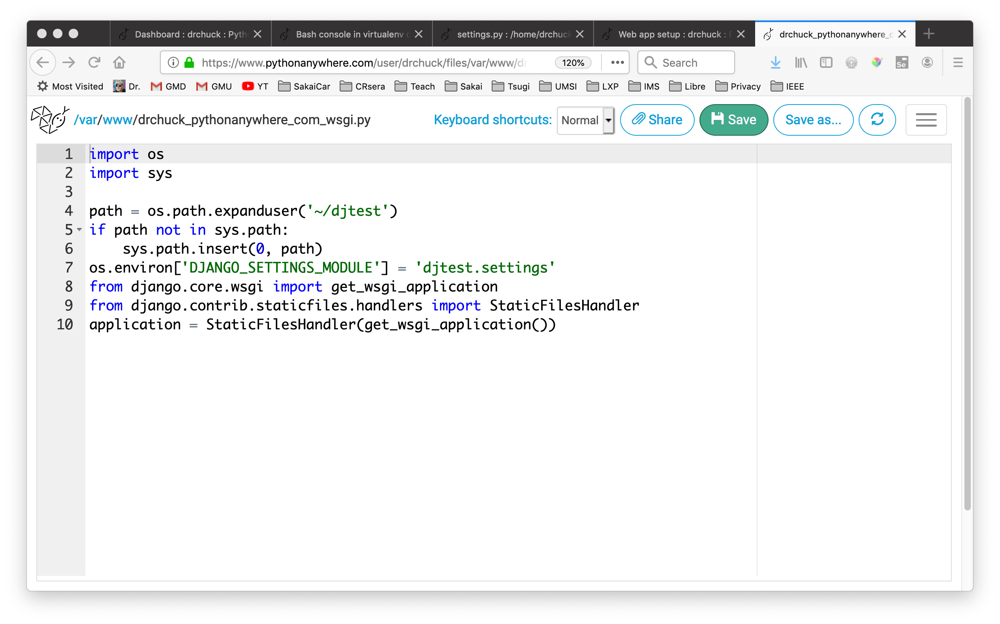 Dashboard : drchuck : Pyth
Bash console in virtualenv
settings.py : /home/drchuck
Web app setup : drchuck :
drchuck_pythonanywhere_c
https://www.pythonanywhere.com/user/drchuck/files/var/www/dr
120%
Search
Se
Most Visited
Dr.
GMD
GMU
YT
SakaiCar
CRsera
Teach
Sakai
Tsugi
UMSI
LXP
IMS
Libre
Privacy
IEEE
/var/www/drchuck_pythonanywhere_com_wsgi.py
Keyboard shortcuts:
Normal
Share
Save
Save as...
1 import os
2 import sys
3
4 path = os.path.expanduser('~/djtest')
5 if path not in sys.path:
6     sys.path.insert(0, path)
7 os.environ['DJANGO_SETTINGS_MODULE'] = 'djtest.settings'
8 from django.core.wsgi import get_wsgi_application
9 from django.contrib.staticfiles.handlers import StaticFilesHandler
10 application = StaticFilesHandler(get_wsgi_application())